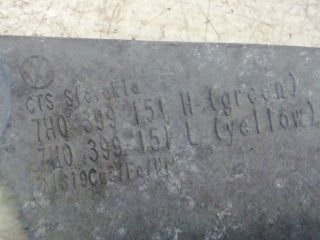 CTS Slovakia
7H0 399 151 H (green)
7H0 399 151 L (yellow)